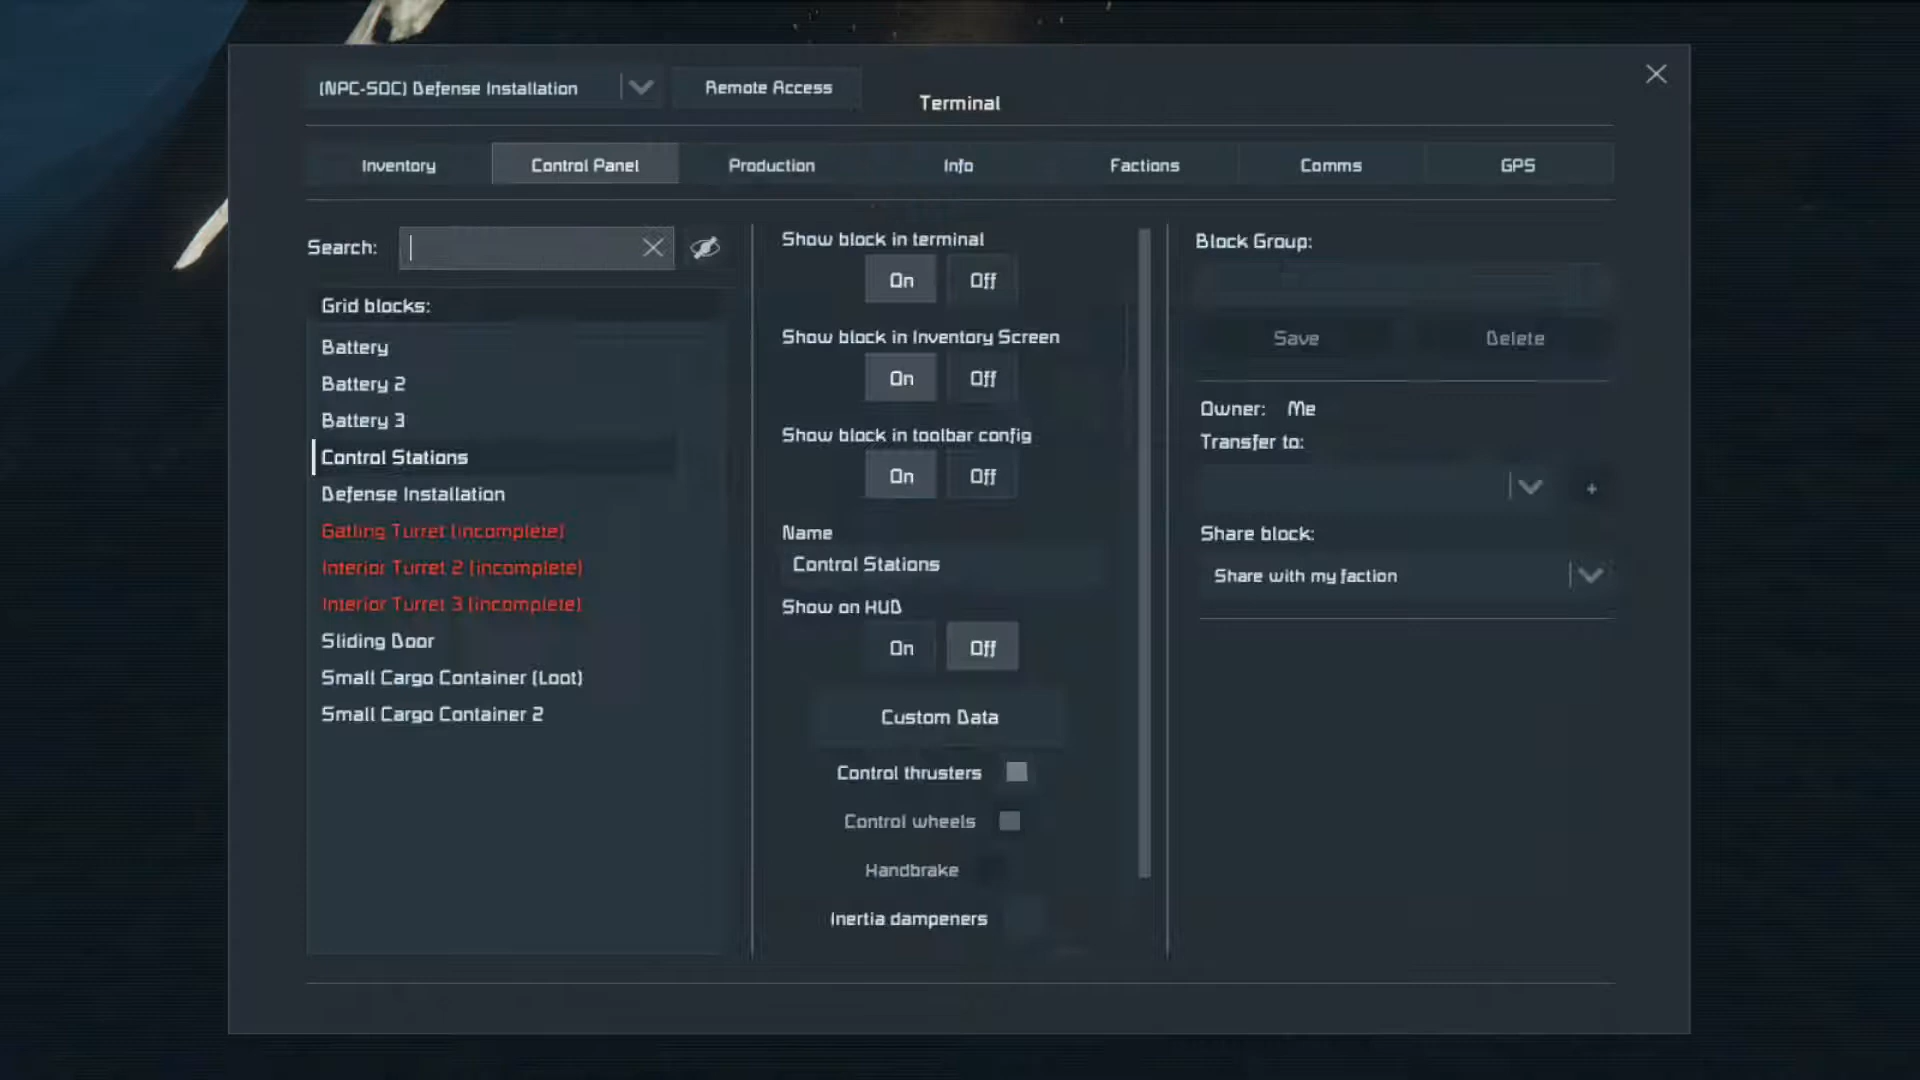 (NPC-SOC) Defense Installation
Remote Access
Terminal
Inventory
Control Panel
Production
Info
Factions
Comms
GPS
Search:
Grid blocks:
Battery
Battery 2
Battery 3
Control Stations
Defense Installation
Gatling Turret (incomplete)
Interior Turret 2 (incomplete)
Interior Turret 3 (incomplete)
Sliding Door
Small Cargo Container (Loot)
Small Cargo Container 2
Show block in terminal
On Off
Show block in Inventory Screen
On Off
Show block in toolbar config
On Off
Name
Control Stations
Show on HUD
On Off
Custom Data
Control thrusters
Control wheels
Handbrake
Inertia dampeners
Block Group:
Save Delete
Owner: Me
Transfer to:
+
Share block:
Share with my faction